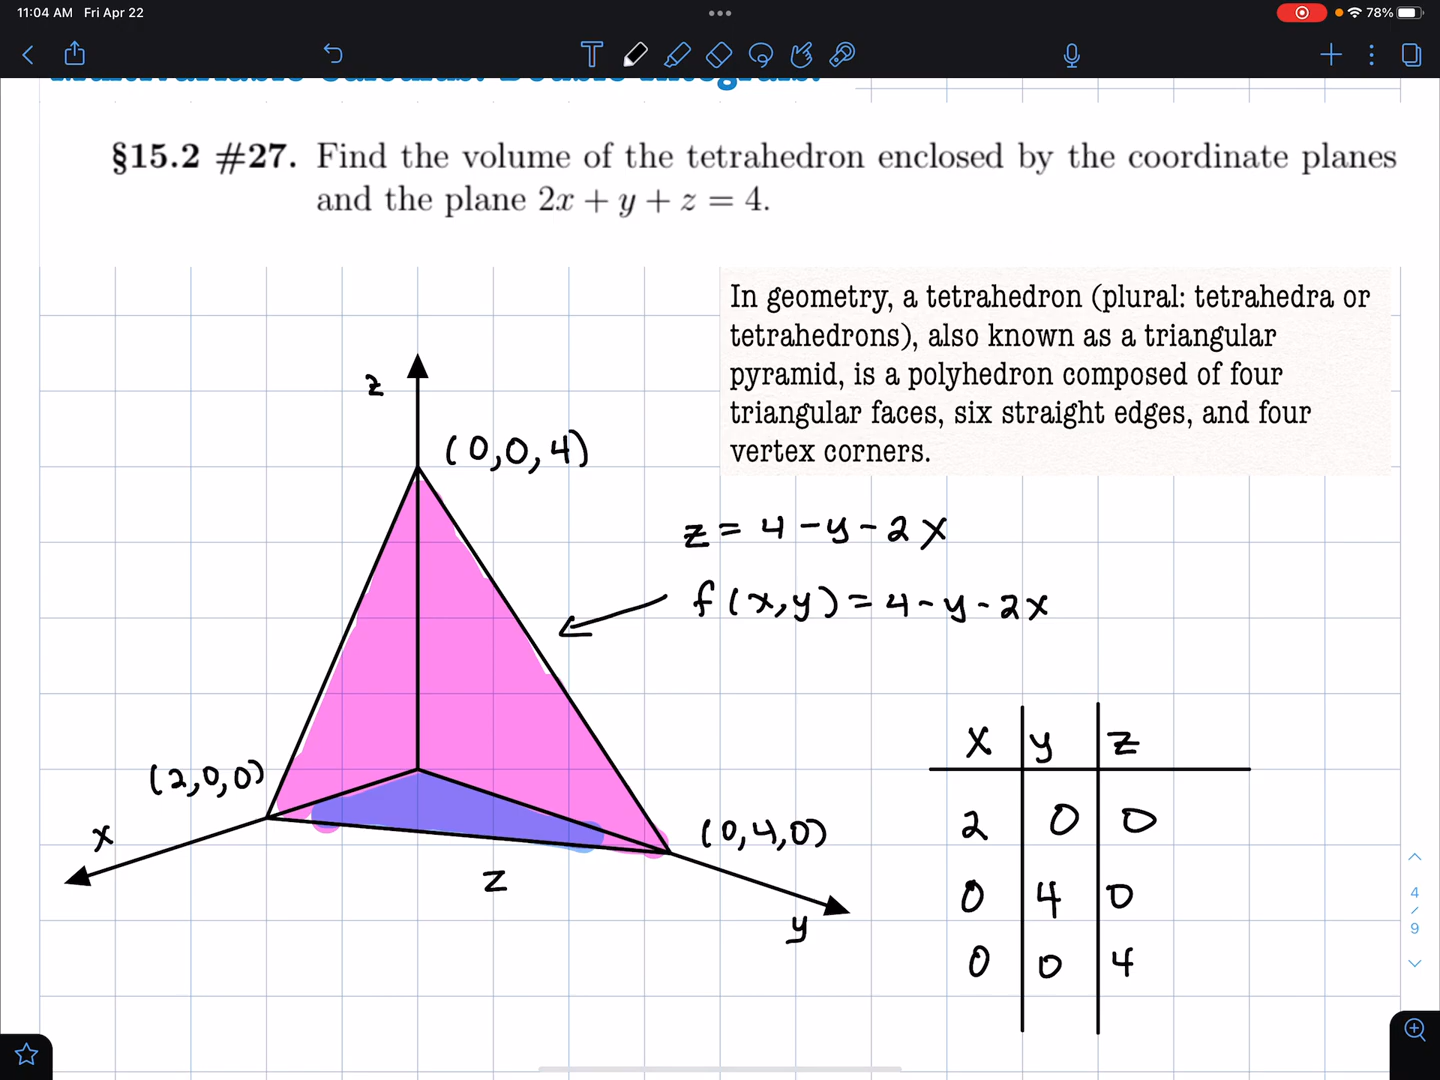 11:04 AM Fri Apr 22
78%
§15.2 #27. Find the volume of the tetrahedron enclosed by the coordinate planes
and the plane 2x + y + z = 4.
In geometry, a tetrahedron (plural: tetrahedra or
tetrahedrons), also known as a triangular
pyramid, is a polyhedron composed of four
triangular faces, six straight edges, and four
vertex corners.
z
(0,0,4)
z = 4 - y - 2x
f(x,y) = 4 - y - 2x
(2,0,0)
x
(0,4,0)
z
y
x y z
2 0 0
0 4 0
0 0 4
4
/
9